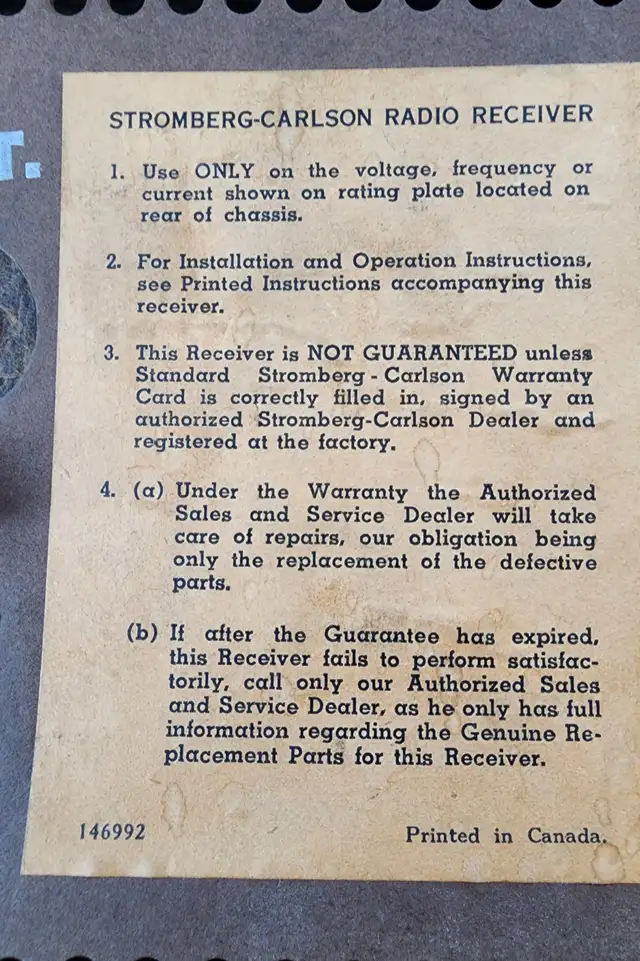 T.
STROMBERG-CARLSON RADIO RECEIVER
1. Use ONLY on the voltage, frequency or
current shown on rating plate located on
rear of chassis.
2. For Installation and Operation Instructions,
see Printed Instructions accompanying this
receiver.
3. This Receiver is NOT GUARANTEED unless
Standard Stromberg-Carlson Warranty
Card is correctly filled in, signed by an
authorized Stromberg-Carlson Dealer and
registered at the factory.
4. (a) Under the Warranty the Authorized
Sales and Service Dealer will take
care of repairs, our obligation being
only the replacement of the defective
parts.
(b) If after the Guarantee has expired,
this Receiver fails to perform satisfac-
torily, call only our Authorized Sales
and Service Dealer, as he only has full
information regarding the Genuine Re-
placement Parts for this Receiver.
146992 Printed in Canada.